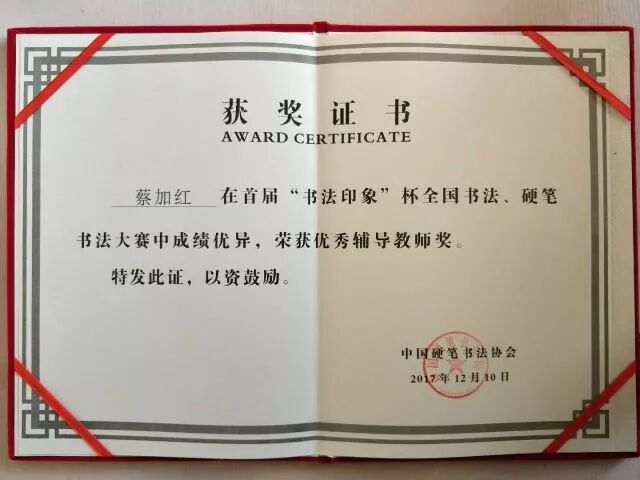 获奖证书
AWARD CERTIFICATE
蔡加红 在首届“书法印象”杯全国书法、硬笔
书法大赛中成绩优异，荣获优秀辅导教师奖。
特发此证，以资鼓励。
中国硬笔书法协会
2017年12月10日